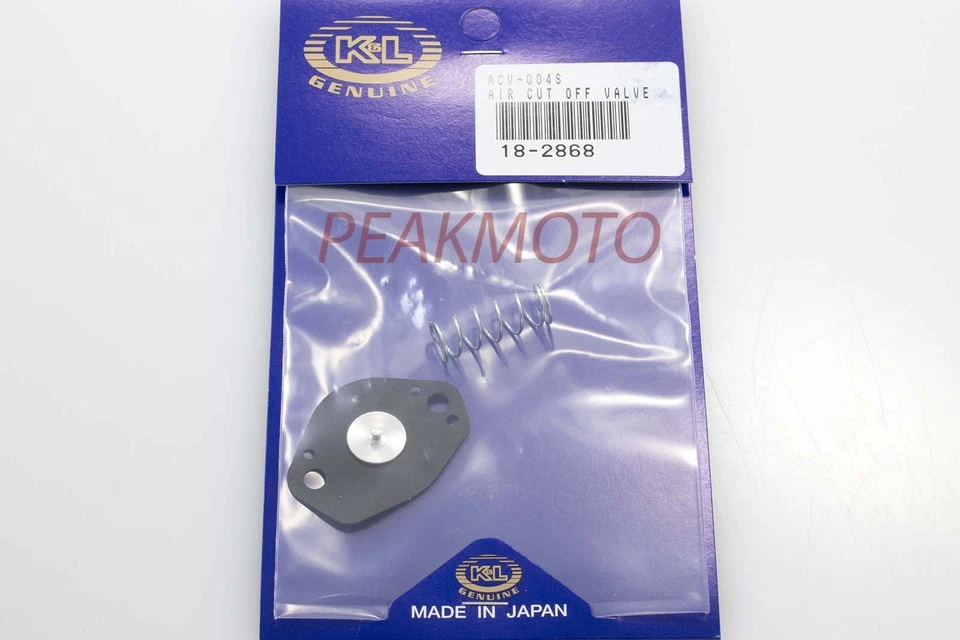 K&L
GENUINE
ACV-004S
AIR CUT OFF VALVE
18-2868
PEAKMOTO
K&L
GENUINE
MADE IN JAPAN